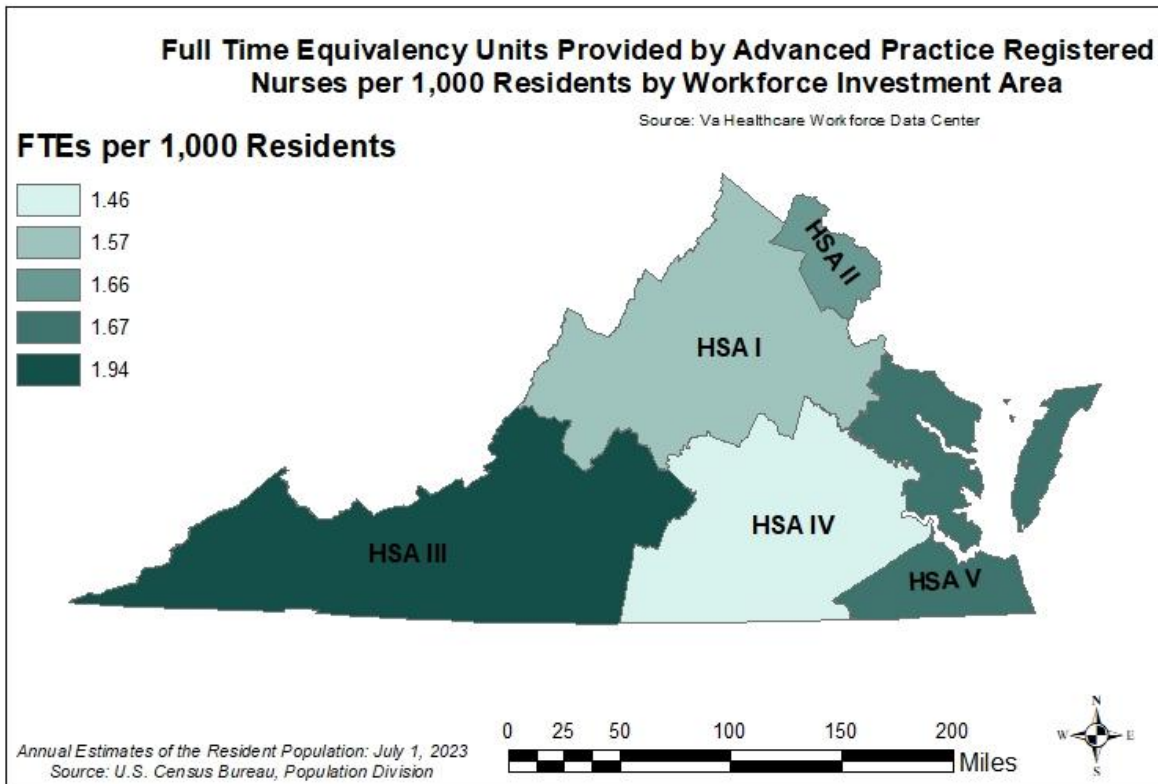 Full Time Equivalency Units Provided by Advanced Practice Registered
Nurses per 1,000 Residents by Workforce Investment Area
Source: Va Healthcare Workforce Data Center
FTEs per 1,000 Residents
1.46
1.57
1.66
1.67
1.94
HSA II
HSA I
HSA IV
HSA III
HSA V
0 25 50 100 150 200
Miles
N
W E
S
Annual Estimates of the Resident Population: July 1, 2023
Source: U.S. Census Bureau, Population Division